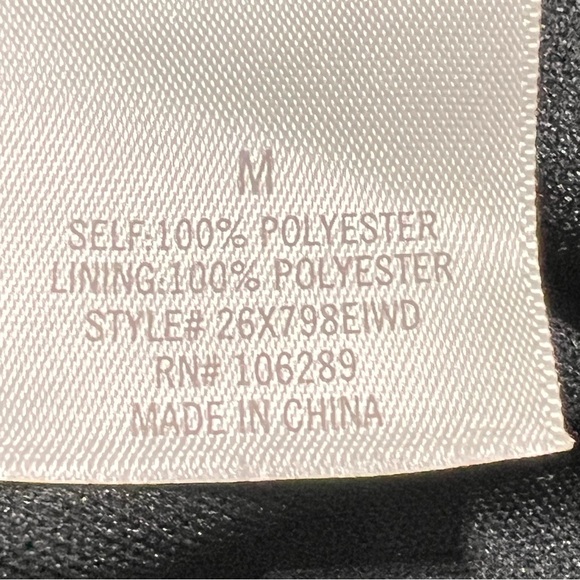 M
SELF:100% POLYESTER
LINING:100% POLYESTER
STYLE# 26X798EIWD
RN# 106289
MADE IN CHINA